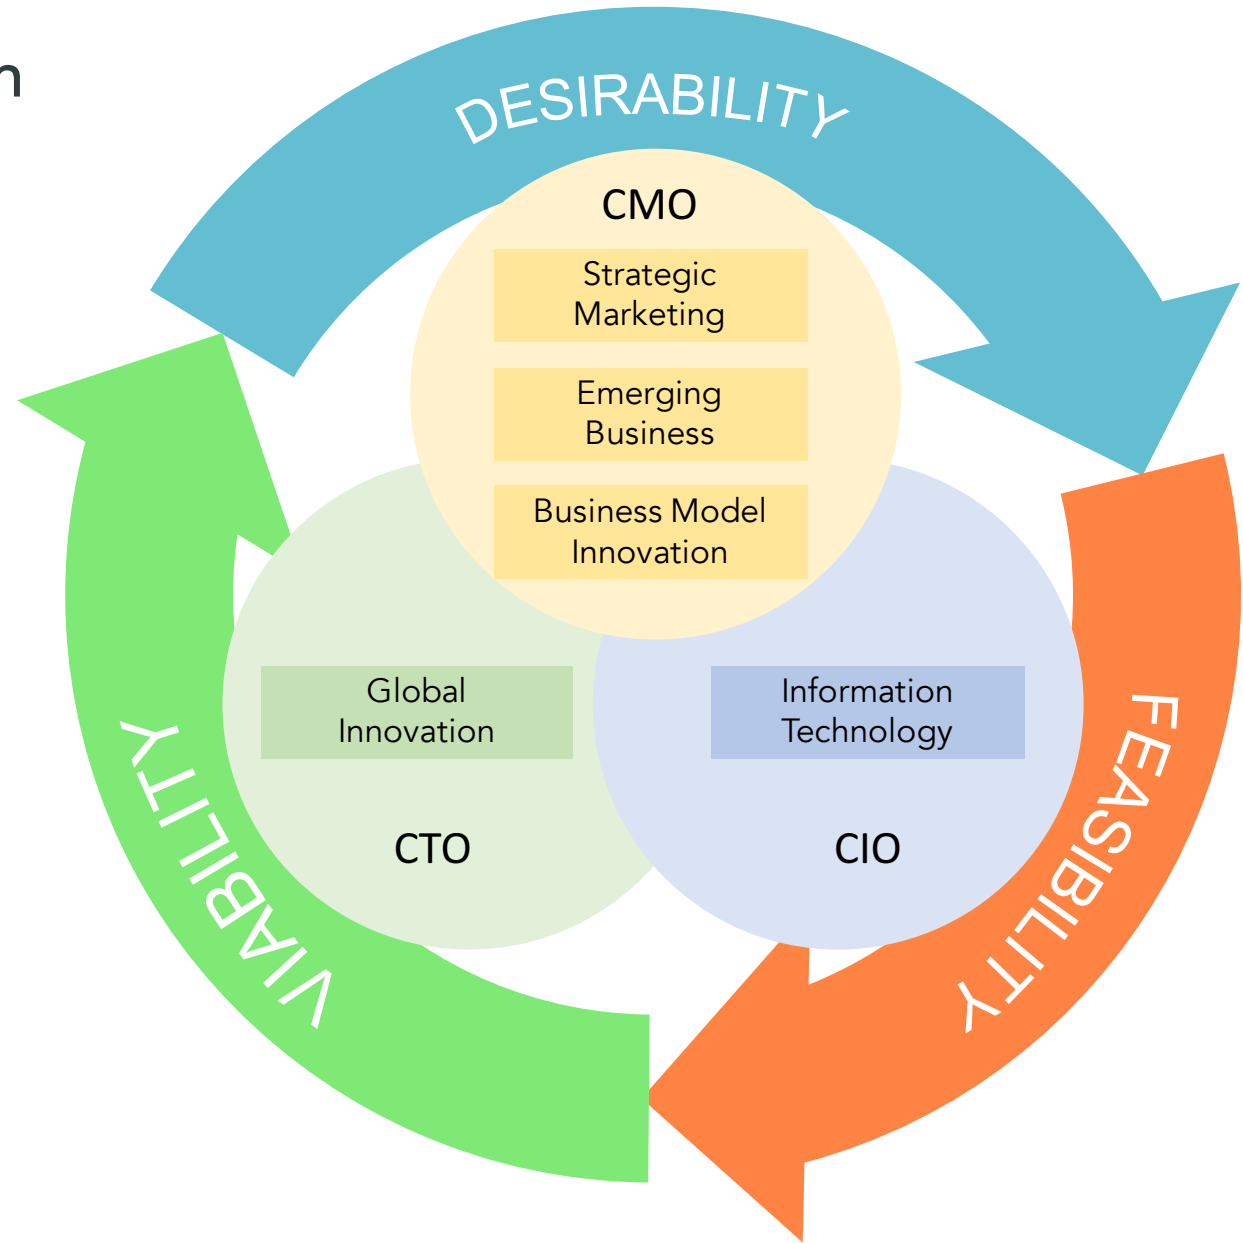 n
DESIRABILITY
CMO
Strategic
Marketing
Emerging
Business
Business Model
Innovation
Global
Innovation
Information
Technology
CTO
CIO
VIABILITY
FEASIBILITY